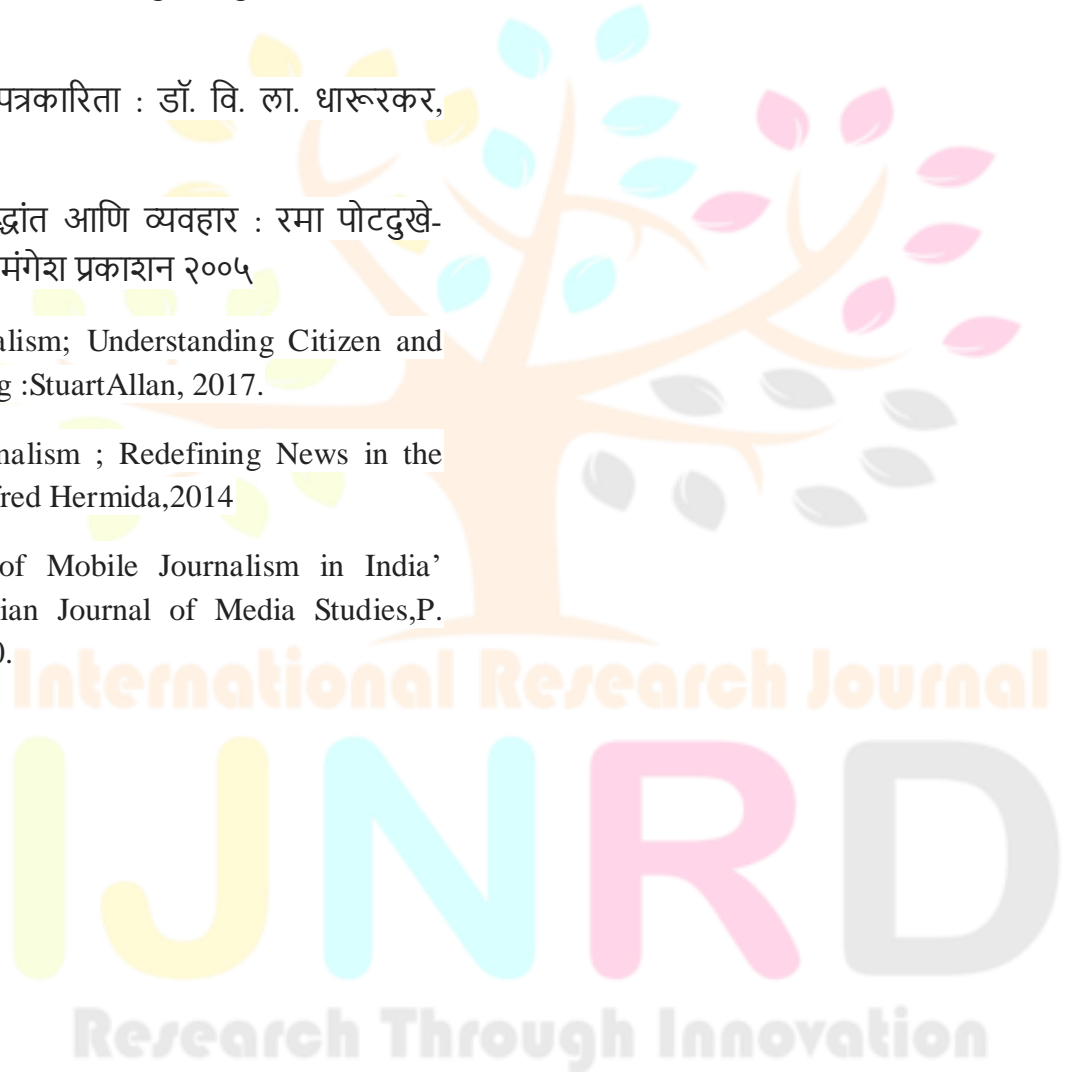 पत्रकारिता : डॉ. वि. ला. धारूरकर,
द्धांत आणि व्यवहार : रमा पोटदुखे-
मंगेश प्रकाशन २००५
alism; Understanding Citizen and
g :StuartAllan, 2017.
nalism ; Redefining News in the
fred Hermida,2014
of Mobile Journalism in India’
ian Journal of Media Studies,P.
).
International Research Journal
IJNRD
Research Through Innovation